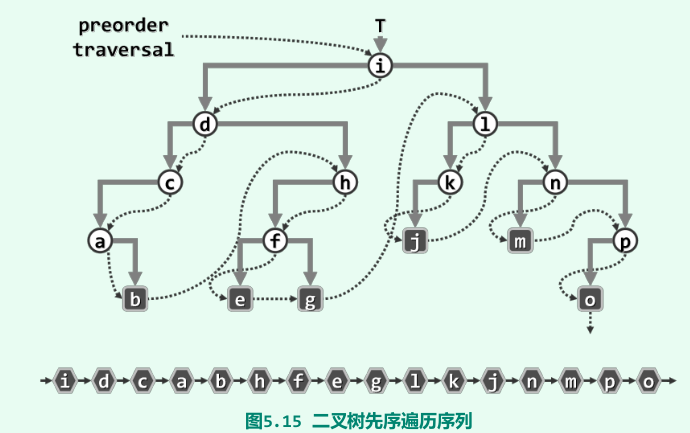 preorder
traversal
T
i
d
l
c
h
k
n
a
f
j
m
p
b
e
g
o
i d c a b h f e g l k j n m p o
图5.15 二叉树先序遍历序列